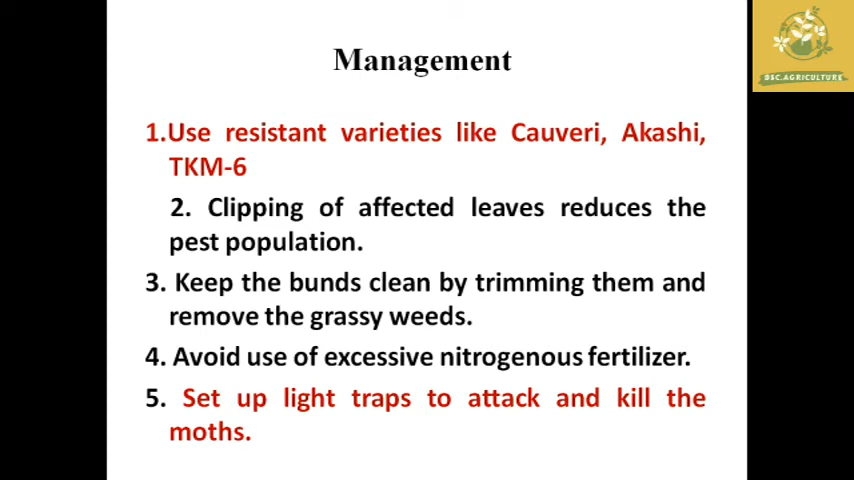 Management
1.Use resistant varieties like Cauveri, Akashi,
TKM-6
2. Clipping of affected leaves reduces the
pest population.
3. Keep the bunds clean by trimming them and
remove the grassy weeds.
4. Avoid use of excessive nitrogenous fertilizer.
5. Set up light traps to attack and kill the
moths.
BSC.AGRICULTURE